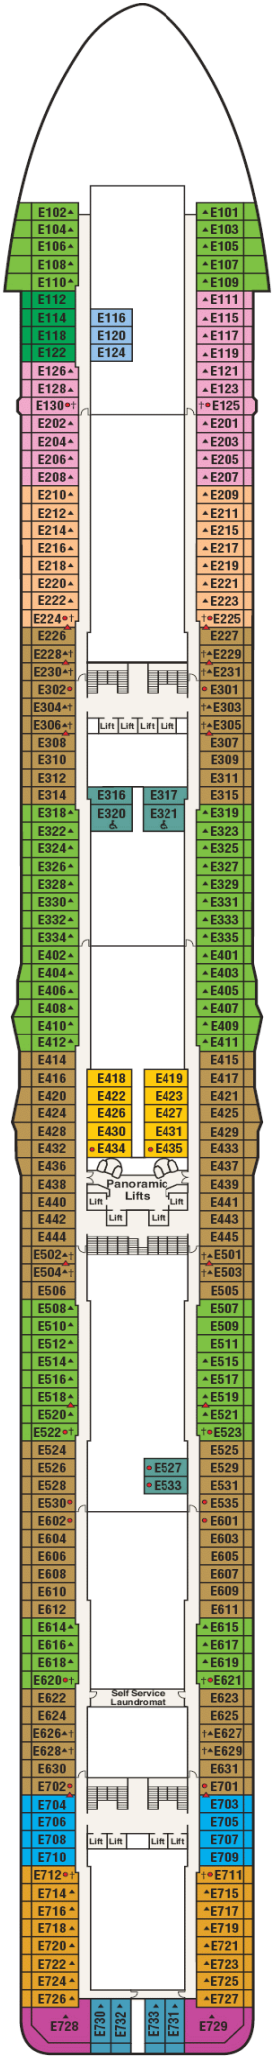 E102 E101
E104 E103
E106 E105
E108 E107
E110 E109
E112 E111
E114 E116 E115
E118 E120 E117
E122 E124 E119
E126 E121
E128 E123
E130 E125
E202 E201
E204 E203
E206 E205
E208 E207
E210 E209
E212 E211
E214 E215
E216 E217
E218 E219
E220 E221
E222 E223
E224 E225
E226 E227
E228 E229
E230 E231
E302 E301
E304 E303
E306 Lift Lift Lift Lift E305
E308 E307
E310 E309
E312 E311
E314 E316 E317 E315
E318 E320 E321 E319
E322 E323
E324 E325
E326 E327
E328 E329
E330 E331
E332 E333
E334 E335
E402 E401
E404 E403
E406 E405
E408 E407
E410 E409
E412 E411
E414 E415
E416 E418 E419 E417
E420 E422 E423 E421
E424 E426 E427 E425
E428 E430 E431 E429
E432 E434 E435 E433
E436 E437
E438 Panoramic E439
Lifts
E440 Lift Lift E441
E442 Lift Lift E443
E444 E445
E502 E501
E504 E503
E506 E505
E508 E507
E510 E509
E512 E511
E514 E515
E516 E517
E518 E519
E520 E521
E522 E523
E524 E525
E526 E527 E529
E528 E533 E531
E530 E535
E602 E601
E604 E603
E606 E605
E608 E607
E610 E609
E612 E611
E614 E615
E616 E617
E618 E619
E620 E621
E622 Self Service E623
Laundromat
E624 E625
E626 E627
E628 E629
E630 E631
E702 E701
E704 E703
E706 E705
E708 Lift Lift Lift Lift E707
E710 E709
E712 E711
E714 E715
E716 E717
E718 E719
E720 E721
E722 E723
E724 E725
E726 E727
E728 E730 E732 E733 E731 E729